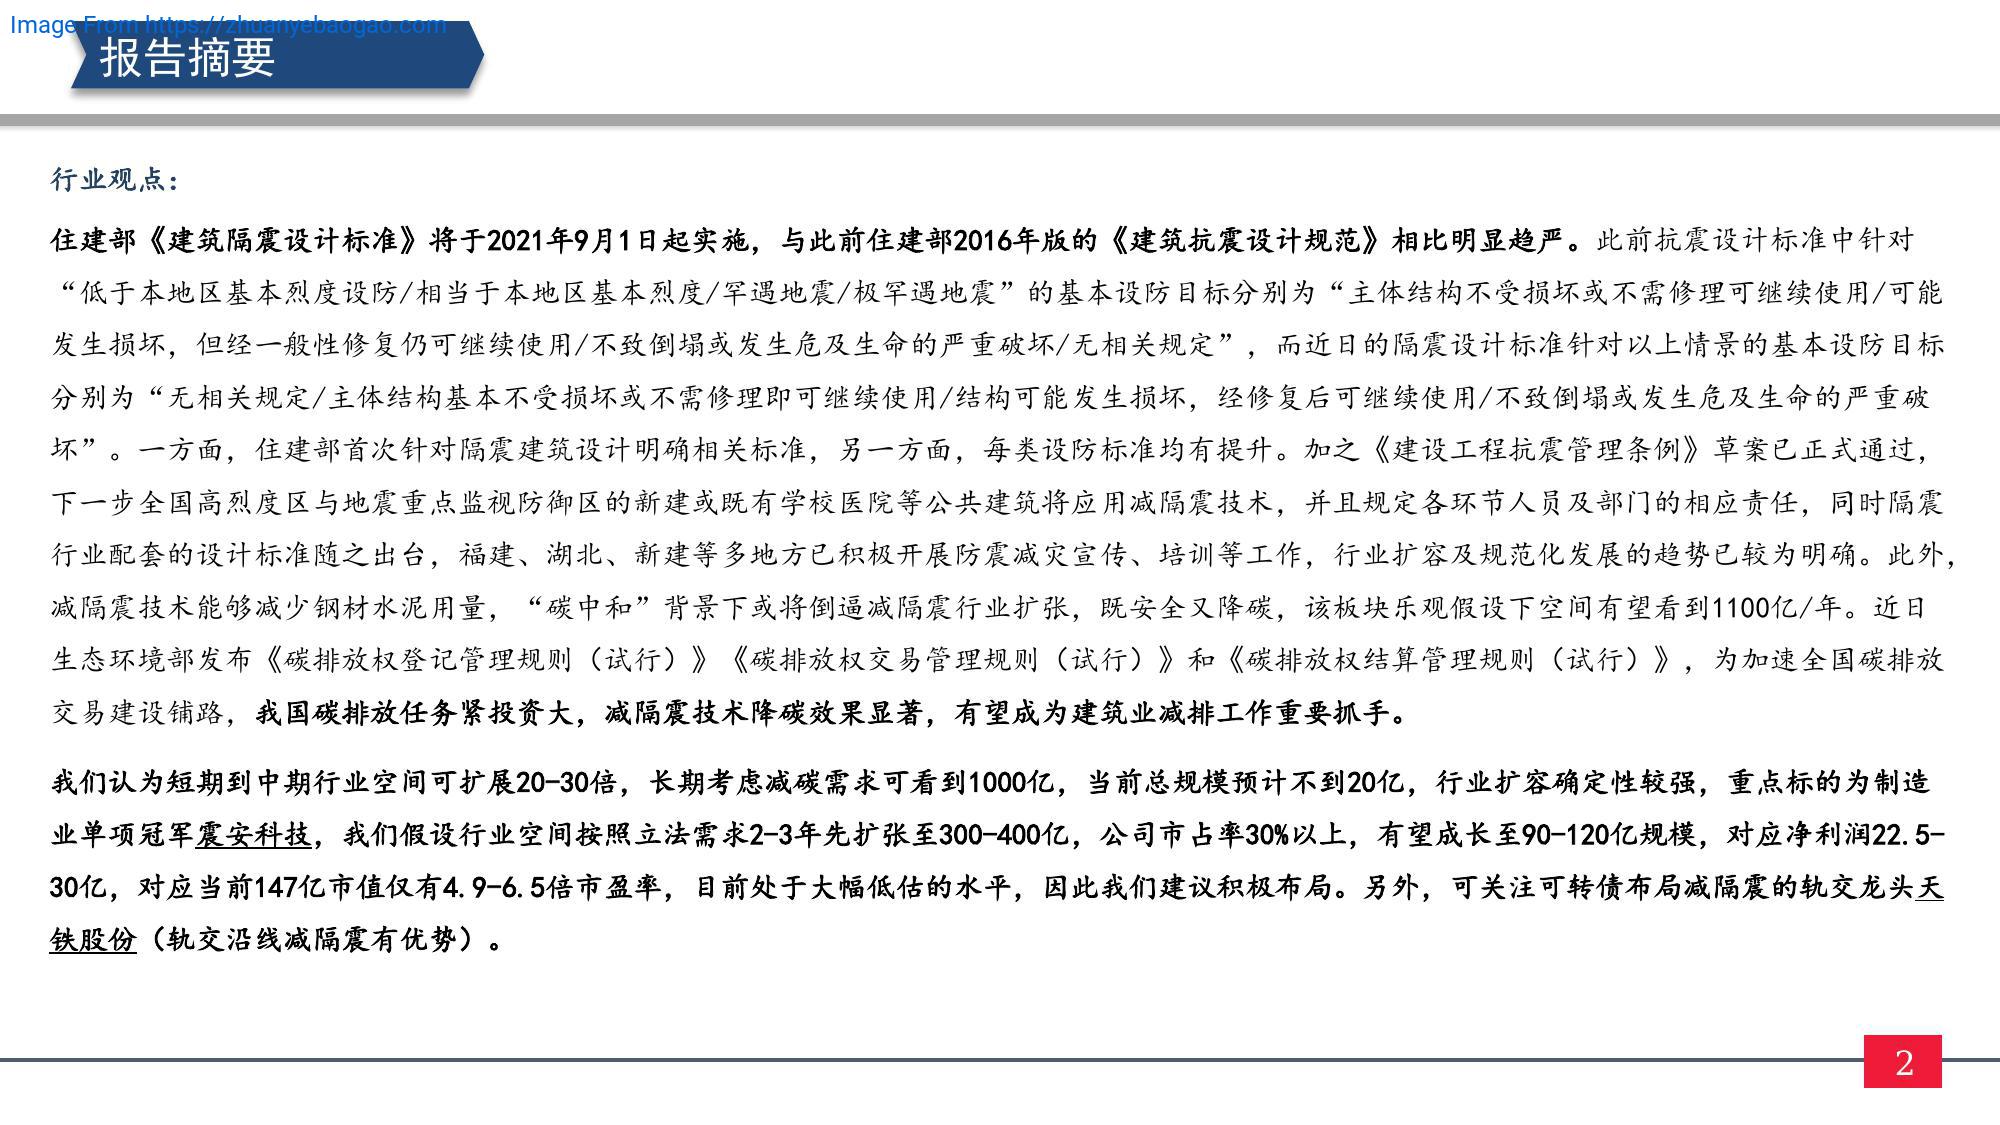 Image From https://zhuanyebaogao.com
报告摘要
行业观点：
住建部《建筑隔震设计标准》将于2021年9月1日起实施，与此前住建部2016年版的《建筑抗震设计规范》相比明显趋严。此前抗震设计标准中针对
“低于本地区基本烈度设防/相当于本地区基本烈度/罕遇地震/极罕遇地震”的基本设防目标分别为“主体结构不受损坏或不需修理可继续使用/可能
发生损坏，但经一般性修复仍可继续使用/不致倒塌或发生危及生命的严重破坏/无相关规定”，而近日的隔震设计标准针对以上情景的基本设防目标
分别为“无相关规定/主体结构基本不受损坏或不需修理即可继续使用/结构可能发生损坏，经修复后可继续使用/不致倒塌或发生危及生命的严重破
坏”。一方面，住建部首次针对隔震建筑设计明确相关标准，另一方面，每类设防标准均有提升。加之《建设工程抗震管理条例》草案已正式通过，
下一步全国高烈度区与地震重点监视防御区的新建或既有学校医院等公共建筑将应用减隔震技术，并且规定各环节人员及部门的相应责任，同时隔震
行业配套的设计标准随之出台，福建、湖北、新建等多地方已积极开展防震减灾宣传、培训等工作，行业扩容及规范化发展的趋势已较为明确。此外，
减隔震技术能够减少钢材水泥用量，“碳中和”背景下或将倒逼减隔震行业扩张，既安全又降碳，该板块乐观假设下空间有望看到1100亿/年。近日
生态环境部发布《碳排放权登记管理规则（试行）》《碳排放权交易管理规则（试行）》和《碳排放权结算管理规则（试行）》，为加速全国碳排放
交易建设铺路，我国碳排放任务紧投资大，减隔震技术降碳效果显著，有望成为建筑业减排工作重要抓手。
我们认为短期到中期行业空间可扩展20-30倍，长期考虑减碳需求可看到1000亿，当前总规模预计不到20亿，行业扩容确定性较强，重点标的为制造
业单项冠军震安科技，我们假设行业空间按照立法需求2-3年先扩张至300-400亿，公司市占率30%以上，有望成长至90-120亿规模，对应净利润22.5-
30亿，对应当前147亿市值仅有4.9-6.5倍市盈率，目前处于大幅低估的水平，因此我们建议积极布局。另外，可关注可转债布局减隔震的轨交龙头天
铁股份（轨交沿线减隔震有优势）。
2